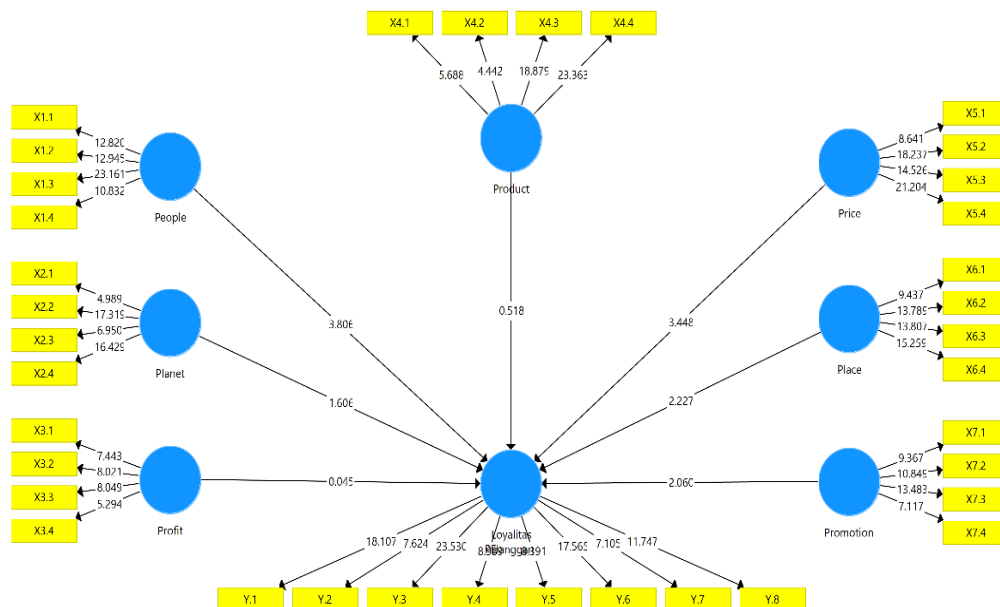 X4.1 X4.2 X4.3 X4.4
5.688 4.442 18.879 23.363
Product
X1.1
X1.2
X1.3
X1.4
12.820
12.945
23.161
10.832
People
X5.1
X5.2
X5.3
X5.4
8.641
18.237
14.526
21.204
Price
X2.1
X2.2
X2.3
X2.4
4.989
17.319
6.950
16.429
Planet
X6.1
X6.2
X6.3
X6.4
9.437
13.789
13.807
15.259
Place
X3.1
X3.2
X3.3
X3.4
7.443
8.021
8.049
5.294
Profit
X7.1
X7.2
X7.3
X7.4
9.367
10.849
13.483
7.117
Promotion
3.806
0.518
3.448
1.606
2.227
0.045
2.060
Loyalitas
18.107 7.624 23.530 17.569 7.105 11.747
Y.1 Y.2 Y.3 Y.4 Y.5 Y.6 Y.7 Y.8